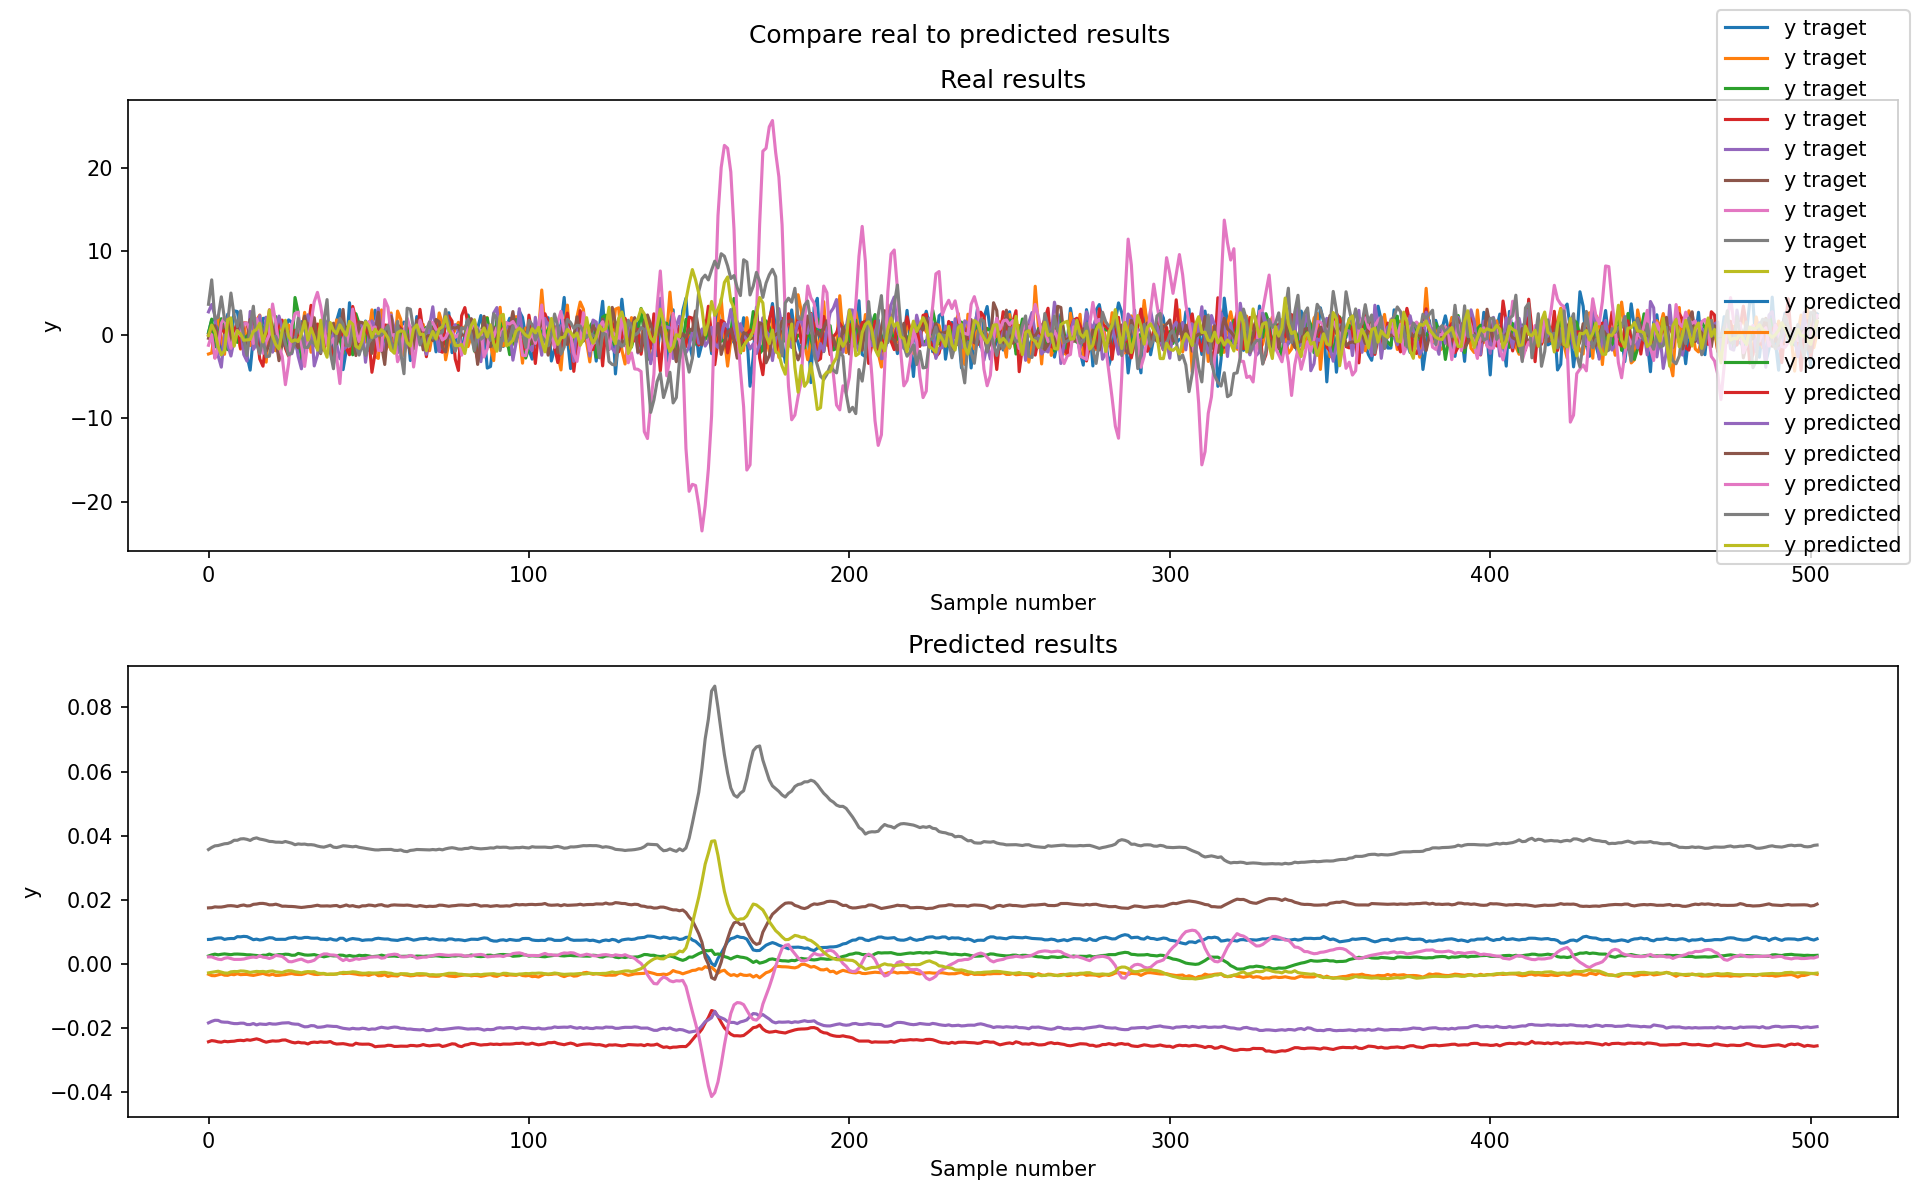 Compare real to predicted results
Real results
y traget
y traget
y traget
y traget
y traget
y traget
y traget
y traget
y traget
y predicted
y predicted
y predicted
y predicted
y predicted
y predicted
y predicted
y predicted
y predicted
20
10
0
−10
−20
y
0 100 200 300 400 500
Sample number
Predicted results
0.08
0.06
0.04
0.02
0.00
−0.02
−0.04
y
0 100 200 300 400 500
Sample number